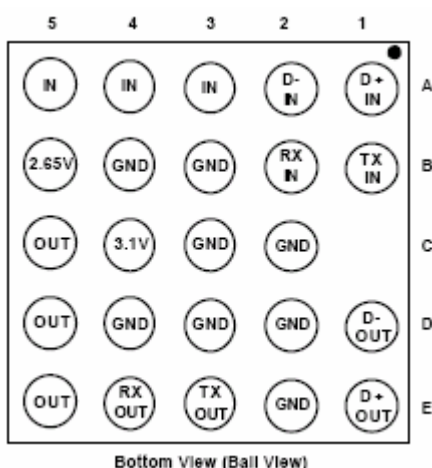 5 4 3 2 1
IN IN IN D- IN D+ IN A
2.65V GND GND RX IN TX IN B
OUT 3.1V GND GND C
OUT GND GND GND D- OUT D
OUT RX OUT TX OUT GND D+ OUT E
Bottom View (Ball View)